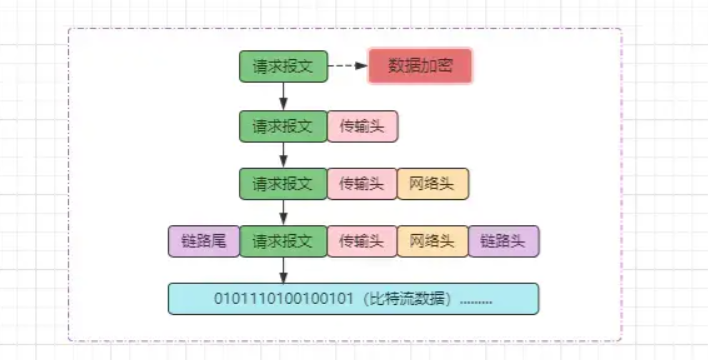 请求报文 数据加密
请求报文 传输头
请求报文 传输头 网络头
链路尾 请求报文 传输头 网络头 链路头
0101110100100101（比特流数据）.........